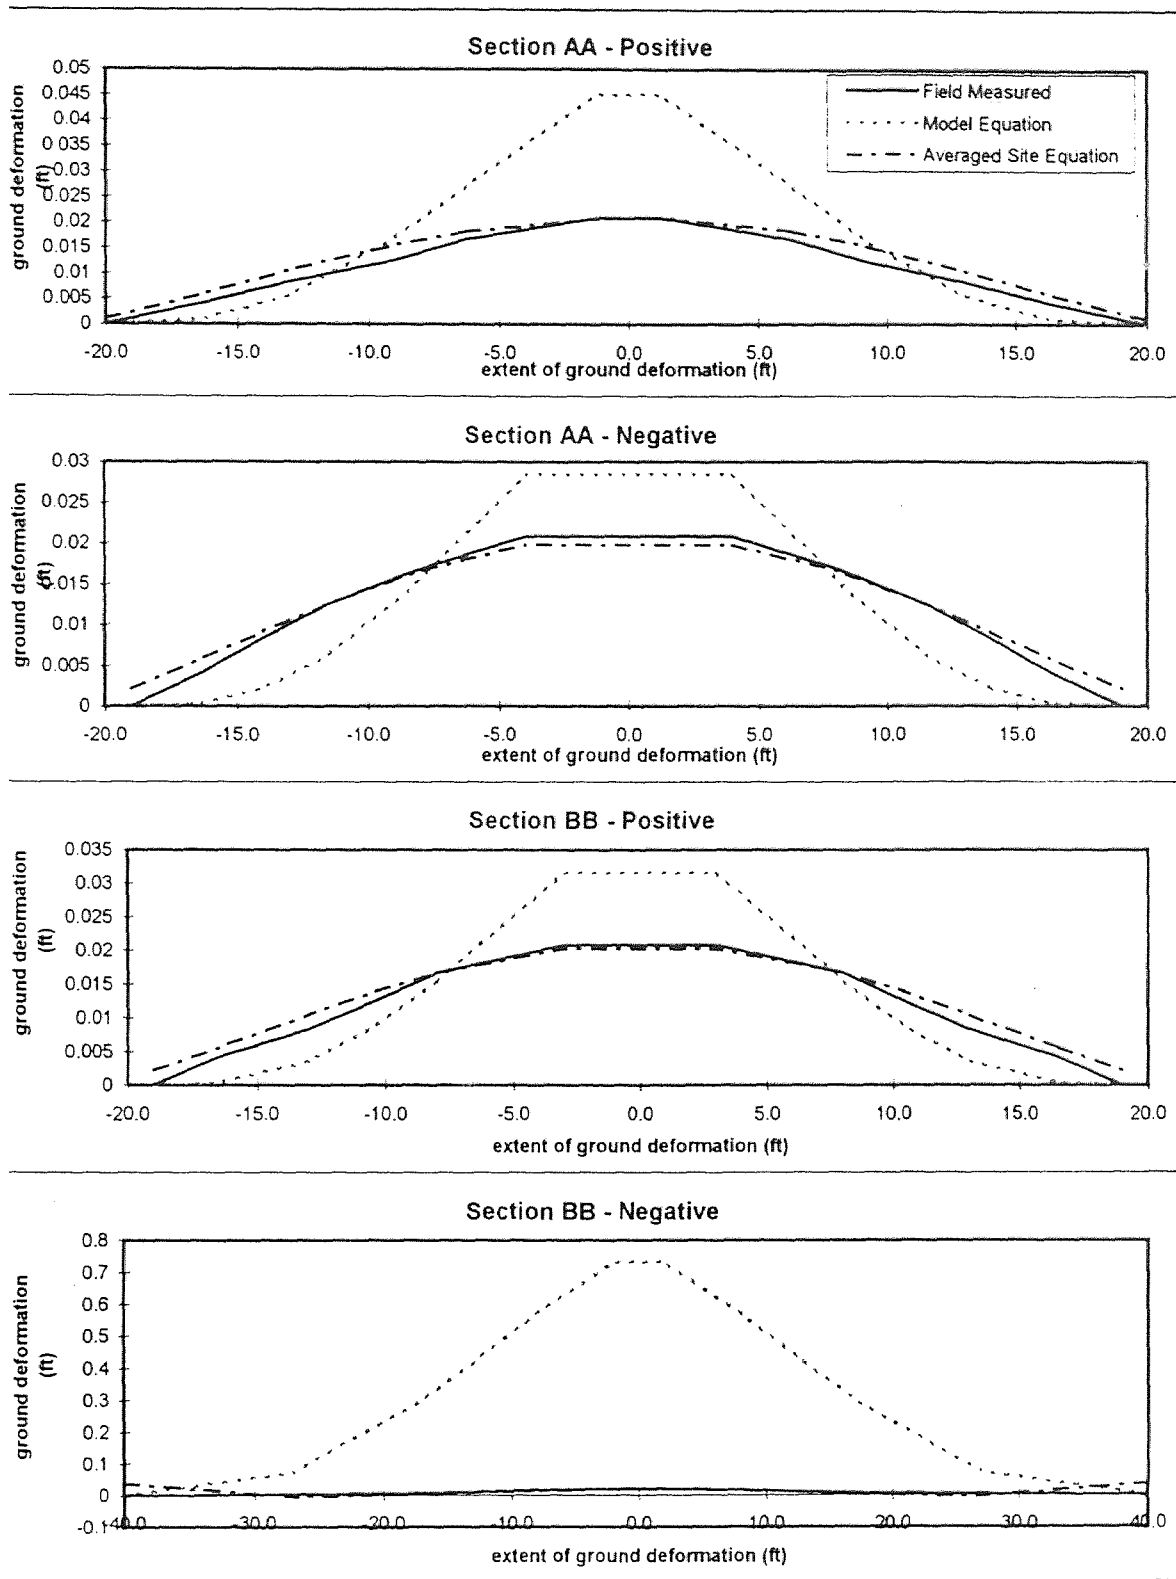 Section AA - Positive
ground deformation
(ft)
0.05
0.045
0.04
0.035
0.03
0.025
0.02
0.015
0.01
0.005
0
Field Measured
Model Equation
Averaged Site Equation
-20.0 -15.0 -10.0 -5.0 0.0 5.0 10.0 15.0 20.0
extent of ground deformation (ft)
Section AA - Negative
ground deformation
(ft)
0.03
0.025
0.02
0.015
0.01
0.005
0
-20.0 -15.0 -10.0 -5.0 0.0 5.0 10.0 15.0 20.0
extent of ground deformation (ft)
Section BB - Positive
ground deformation
(ft)
0.035
0.03
0.025
0.02
0.015
0.01
0.005
0
-20.0 -15.0 -10.0 -5.0 0.0 5.0 10.0 15.0 20.0
extent of ground deformation (ft)
Section BB - Negative
ground deformation
(ft)
0.8
0.7
0.6
0.5
0.4
0.3
0.2
0.1
0
-0.1
-40.0 -30.0 -20.0 -10.0 0.0 10.0 20.0 30.0 40.0
extent of ground deformation (ft)